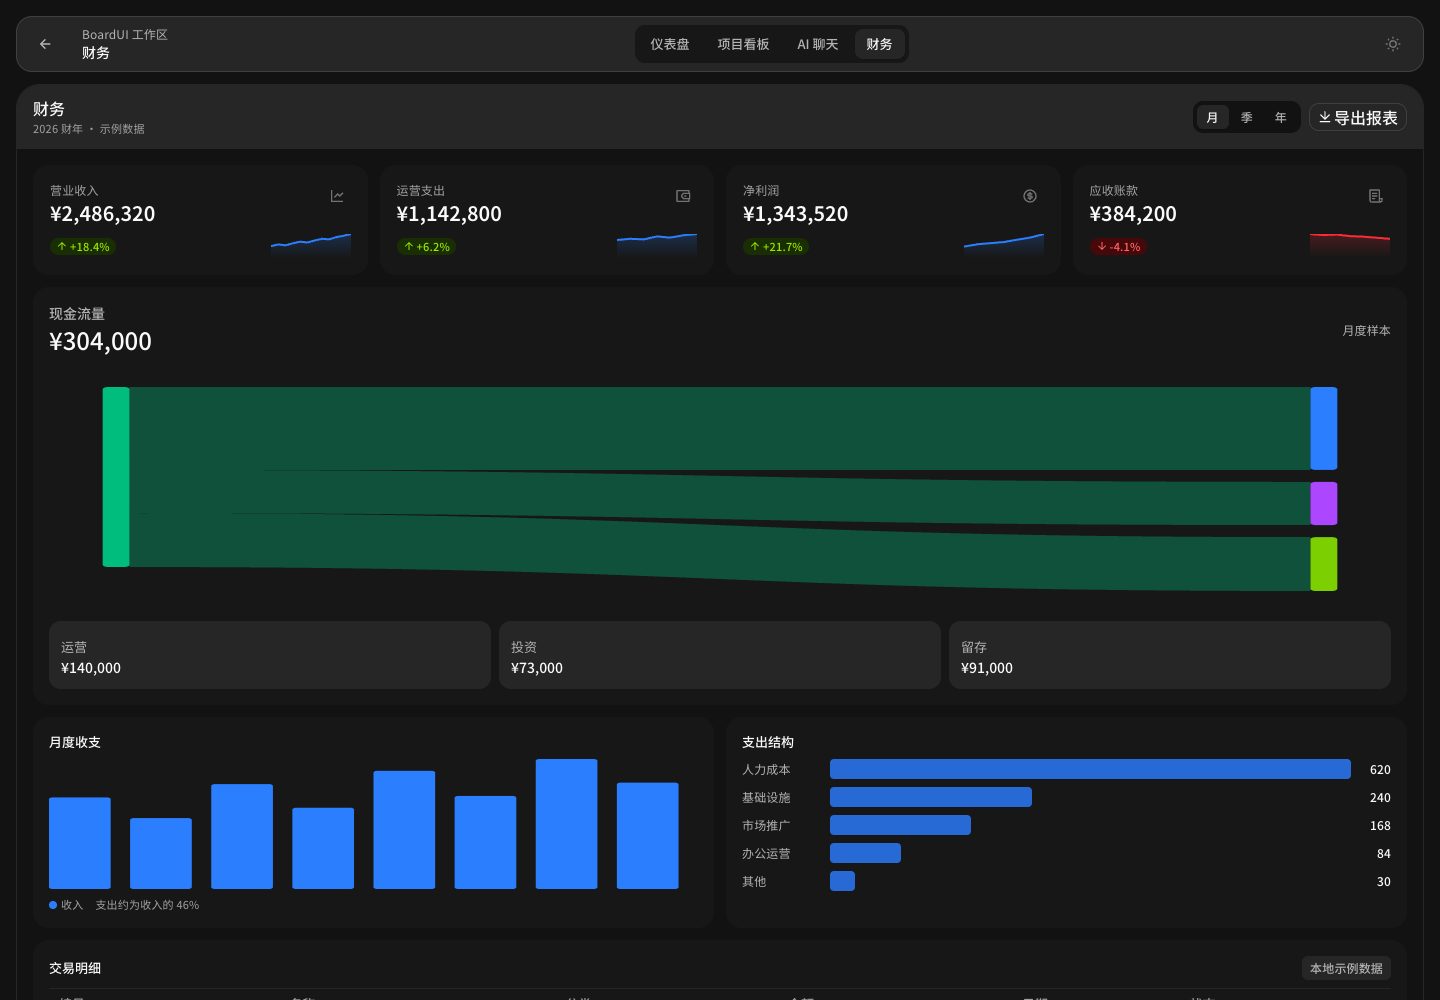 BoardUI 工作区
财务
仪表盘 项目看板 AI 聊天 财务
财务
2026 财年 · 示例数据
月 季 年 导出报表
营业收入
¥2,486,320
+18.4%
运营支出
¥1,142,800
+6.2%
净利润
¥1,343,520
+21.7%
应收账款
¥384,200
-4.1%
现金流量
¥304,000
月度样本
运营
¥140,000
投资
¥73,000
留存
¥91,000
月度收支
收入 支出约为收入的 46%
支出结构
人力成本 620
基础设施 240
市场推广 168
办公运营 84
其他 30
交易明细
本地示例数据